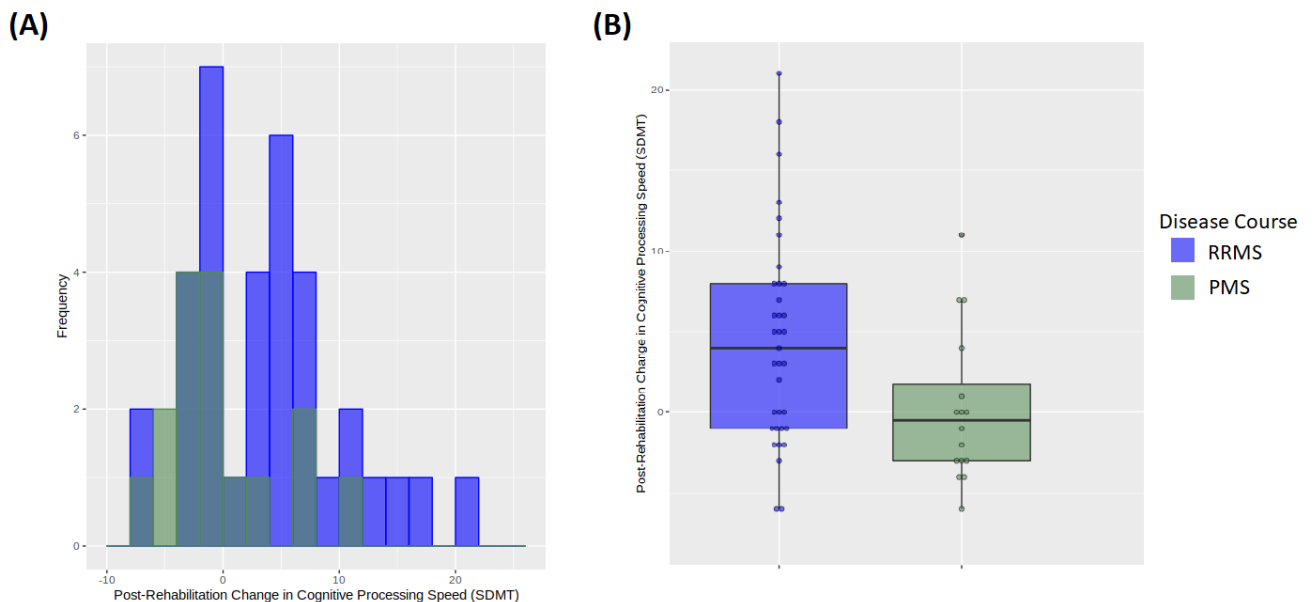 (A)
Frequency
6
4
2
0
-10
0
10
20
Post-Rehabilitation Change in Cognitive Processing Speed (SDMT)
(B)
Post-Rehabilitation Change in Cognitive Processing Speed (SDMT)
20
10
0
Disease Course
RRMS
PMS